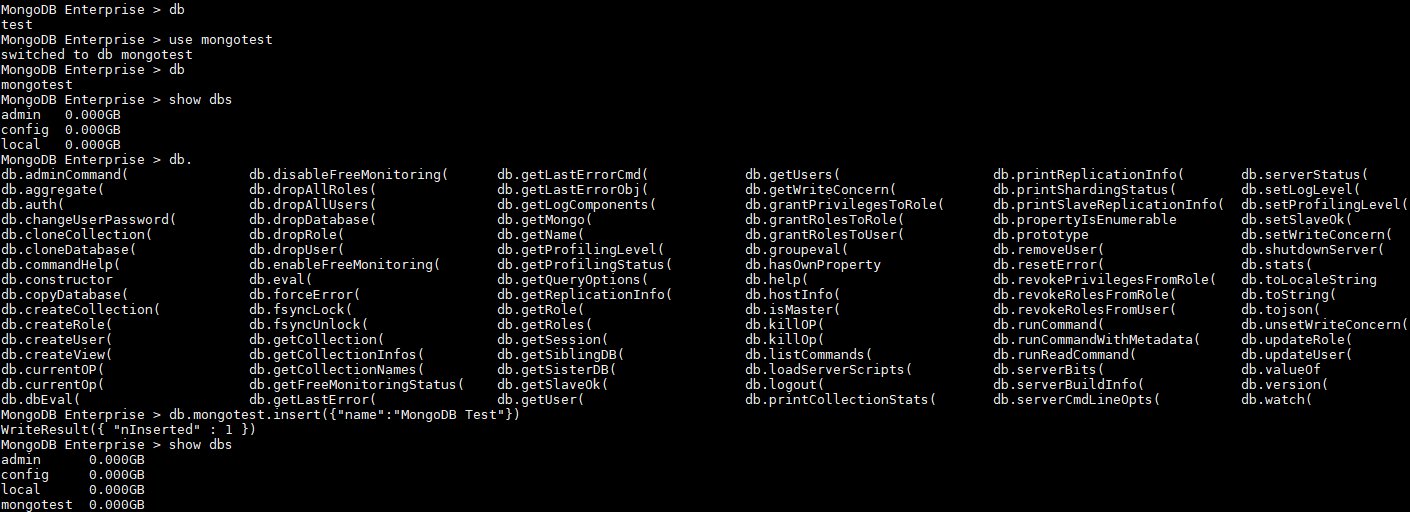 MongoDB Enterprise > db
test
MongoDB Enterprise > use mongotest
switched to db mongotest
MongoDB Enterprise > db
mongotest
MongoDB Enterprise > show dbs
admin   0.000GB
config  0.000GB
local   0.000GB
MongoDB Enterprise > db.
db.adminCommand(               db.disableFreeMonitoring(      db.getLastErrorCmd(            db.getUsers(                   db.printReplicationInfo(       db.serverStatus(
db.aggregate(                  db.dropAllRoles(               db.getLastErrorObj(            db.getWriteConcern(            db.printShardingStatus(        db.setLogLevel(
db.auth(                       db.dropAllUsers(               db.getLogComponents(           db.grantPrivilegesToRole(      db.printSlaveReplicationInfo(  db.setProfilingLevel(
db.changeUserPassword(         db.dropDatabase(               db.getMongo(                   db.grantRolesToRole(           db.propertyIsEnumerable        db.setSlaveOk(
db.cloneCollection(            db.dropRole(                   db.getName(                    db.grantRolesToUser(           db.prototype                   db.setWriteConcern(
db.cloneDatabase(              db.dropUser(                   db.getProfilingLevel(          db.groupeval(                  db.removeUser(                 db.shutdownServer(
db.commandHelp(                db.enableFreeMonitoring(       db.getProfilingStatus(         db.hasOwnProperty              db.resetError(                 db.stats(
db.constructor                 db.eval(                       db.getQueryOptions(            db.help(                       db.revokePrivilegesFromRole(   db.toLocaleString
db.copyDatabase(               db.forceError(                 db.getReplicationInfo(         db.hostInfo(                   db.revokeRolesFromRole(        db.toString(
db.createCollection(           db.fsyncLock(                  db.getRole(                    db.isMaster(                   db.revokeRolesFromUser(        db.tojson(
db.createRole(                 db.fsyncUnlock(                db.getRoles(                   db.killOP(                     db.runCommand(                 db.unsetWriteConcern(
db.createUser(                 db.getCollection(              db.getSession(                 db.killOp(                     db.runCommandWithMetadata(     db.updateRole(
db.createView(                 db.getCollectionInfos(         db.getSiblingDB(               db.listCommands(               db.runReadCommand(             db.updateUser(
db.currentOP(                  db.getCollectionNames(         db.getSisterDB(                db.loadServerScripts(          db.serverBits(                 db.valueOf
db.currentOp(                  db.getFreeMonitoringStatus(    db.getSlaveOk(                 db.logout(                     db.serverBuildInfo(            db.version(
db.dbEval(                     db.getLastError(               db.getUser(                    db.printCollectionStats(       db.serverCmdLineOpts(          db.watch(
MongoDB Enterprise > db.mongotest.insert({"name":"MongoDB Test"})
WriteResult({ "nInserted" : 1 })
MongoDB Enterprise > show dbs
admin      0.000GB
config     0.000GB
local      0.000GB
mongotest  0.000GB